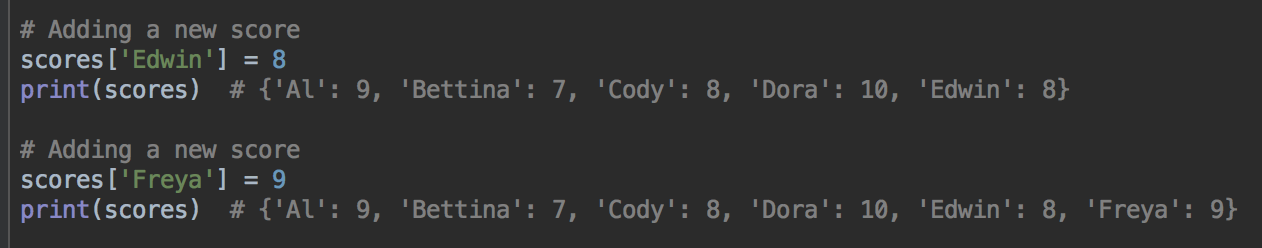 # Adding a new score
scores['Edwin'] = 8
print(scores)  # {'Al': 9, 'Bettina': 7, 'Cody': 8, 'Dora': 10, 'Edwin': 8}
# Adding a new score
scores['Freya'] = 9
print(scores)  # {'Al': 9, 'Bettina': 7, 'Cody': 8, 'Dora': 10, 'Edwin': 8, 'Freya': 9}